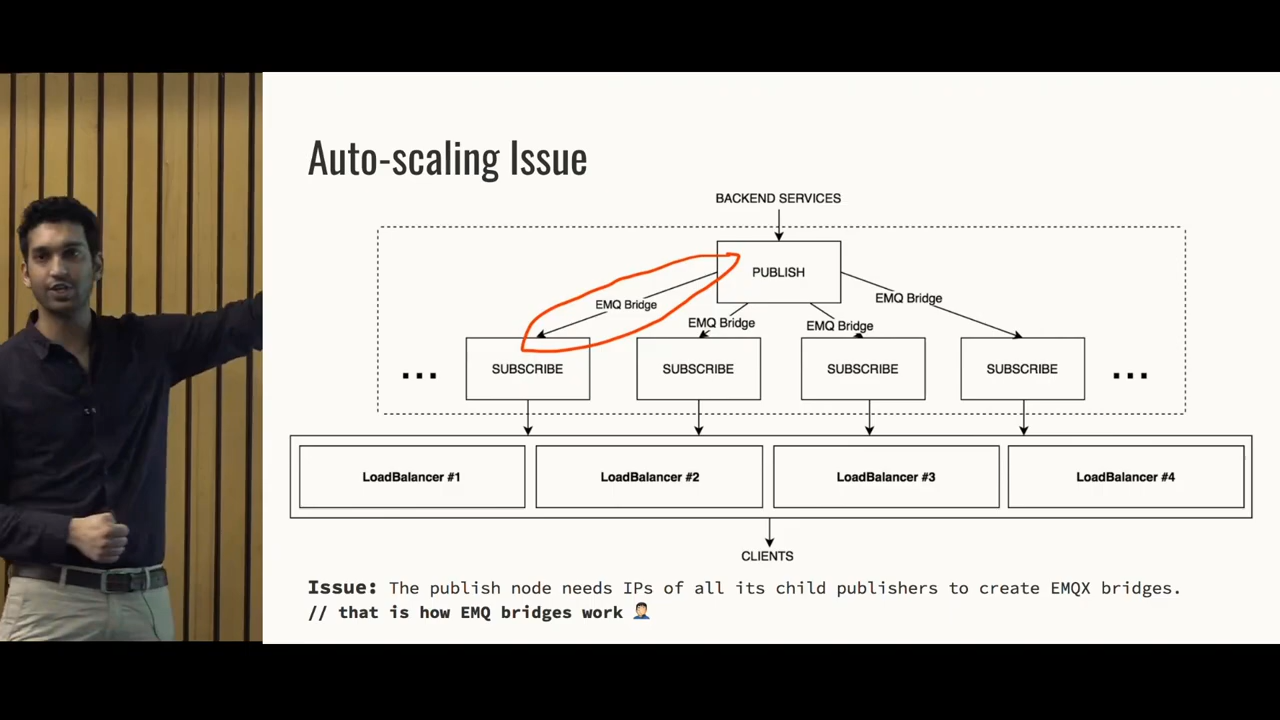 Auto-scaling Issue
BACKEND SERVICES
PUBLISH
EMQ Bridge
EMQ Bridge
EMQ Bridge
EMQ Bridge
... SUBSCRIBE SUBSCRIBE SUBSCRIBE SUBSCRIBE ...
LoadBalancer #1 LoadBalancer #2 LoadBalancer #3 LoadBalancer #4
CLIENTS
Issue: The publish node needs IPs of all its child publishers to create EMQX bridges.
// that is how EMQ bridges work 🤦🏻‍♂️